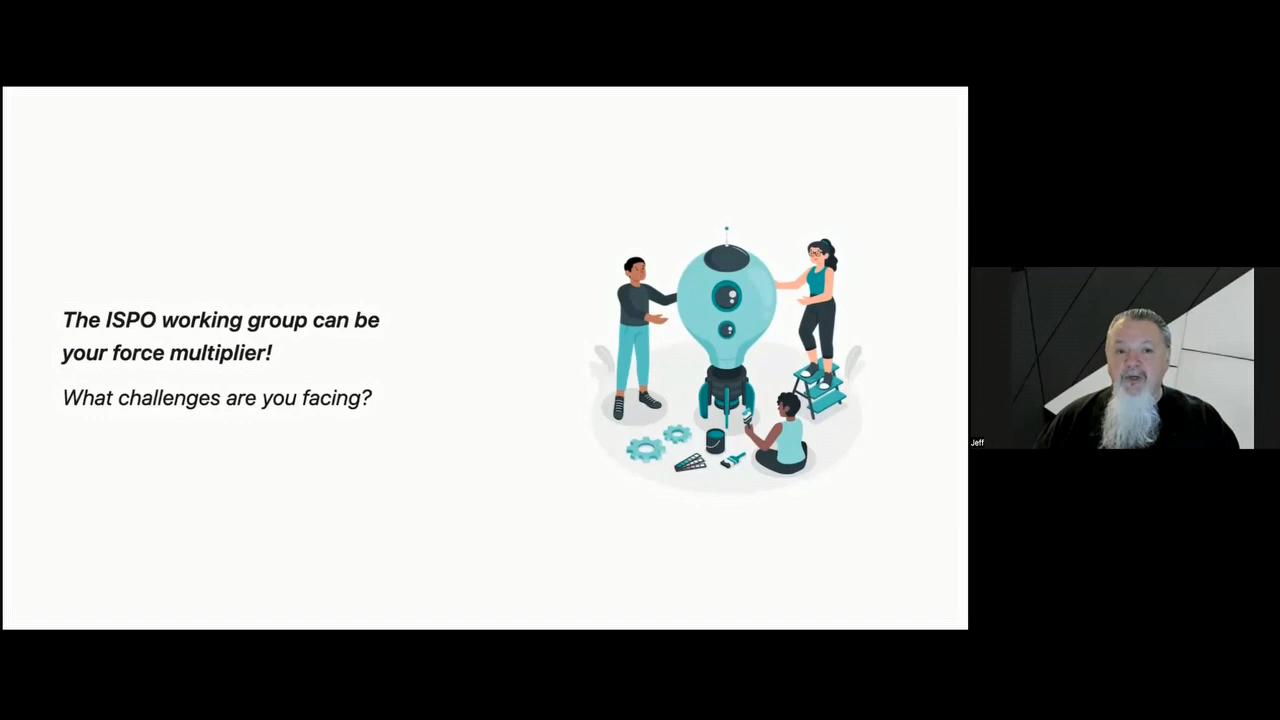 The ISPO working group can be
your force multiplier!
What challenges are you facing?
Jeff